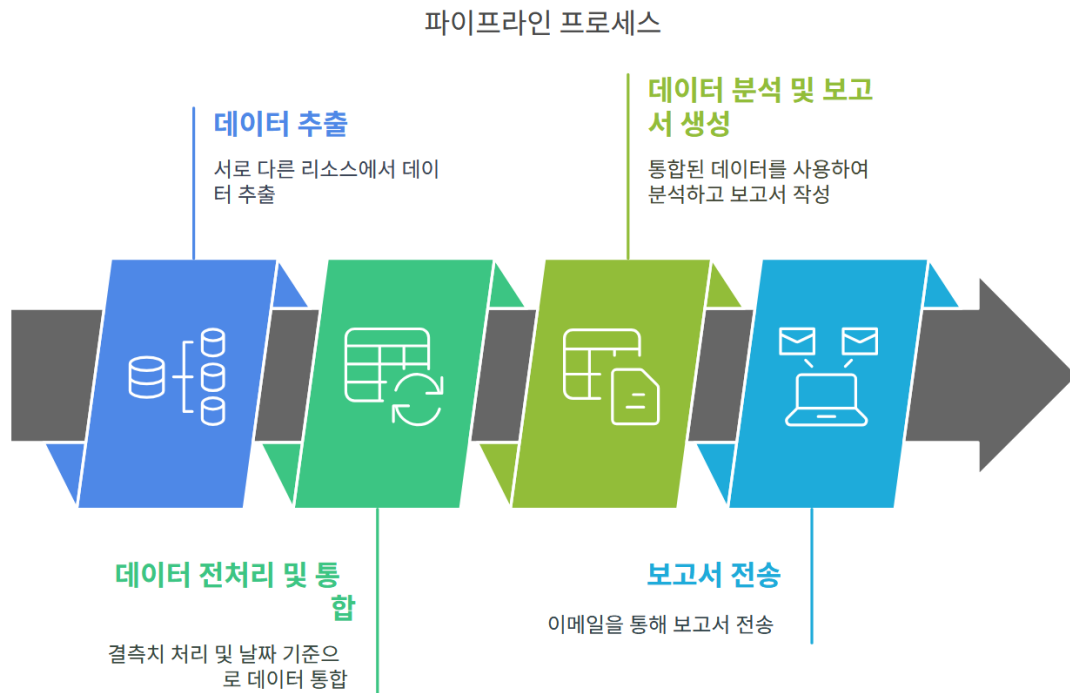 파이프라인 프로세스
데이터 추출
서로 다른 리소스에서 데이
터 추출
데이터 분석 및 보고
서 생성
통합된 데이터를 사용하여
분석하고 보고서 작성
데이터 전처리 및 통
합
결측치 처리 및 날짜 기준으
로 데이터 통합
보고서 전송
이메일을 통해 보고서 전송